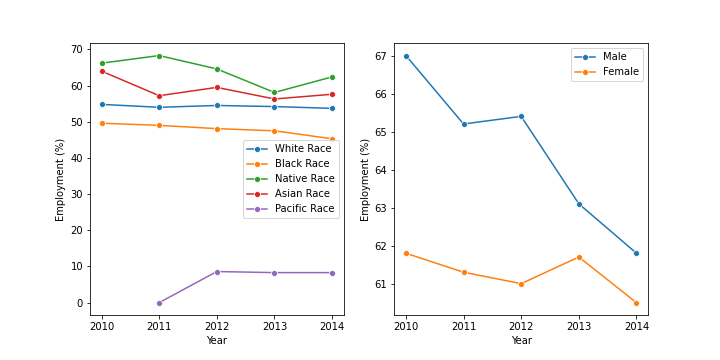 70
60
50
40
30
20
10
0
Employment (%)
2010 2011 2012 2013 2014
Year
White Race
Black Race
Native Race
Asian Race
Pacific Race
67
66
65
64
63
62
61
Employment (%)
2010 2011 2012 2013 2014
Year
Male
Female